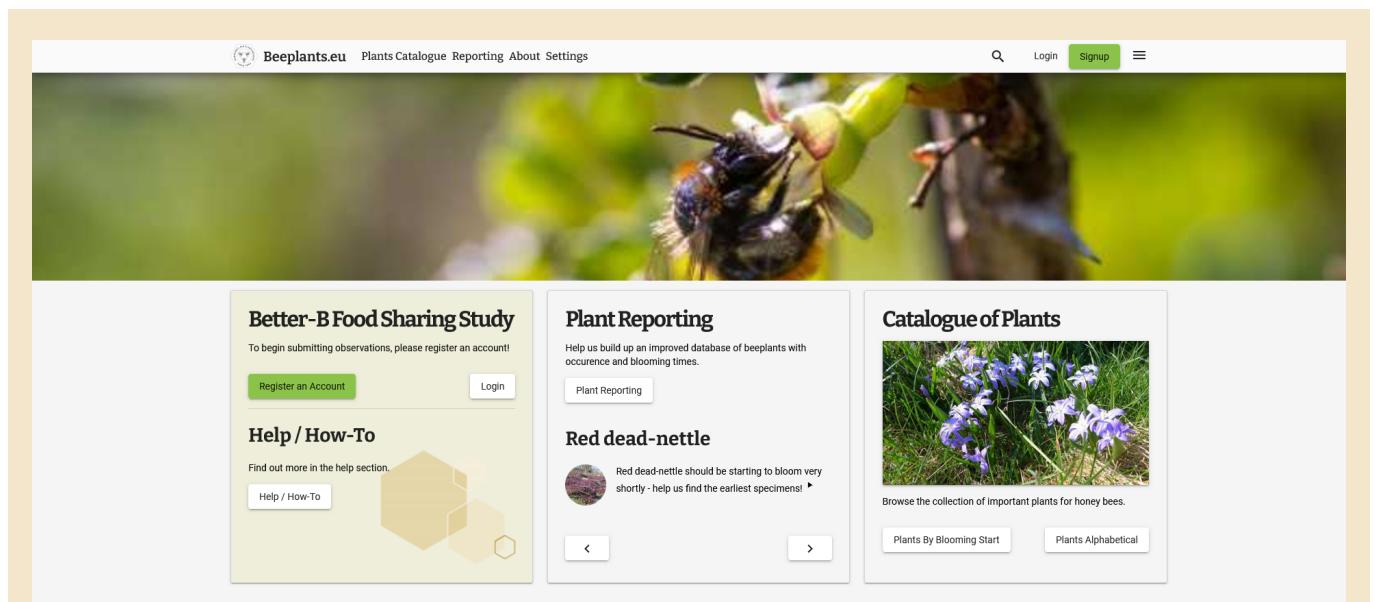 Beeplants.eu Plants Catalogue Reporting About Settings Login Signup
Better-B Food Sharing Study
To begin submitting observations, please register an account!
Register an Account Login
Help / How-To
Find out more in the help section.
Help / How-To
Plant Reporting
Help us build up an improved database of beeplants with
occurence and blooming times.
Plant Reporting
Red dead-nettle
Red dead-nettle should be starting to bloom very
shortly - help us find the earliest specimens!
Catalogue of Plants
Browse the collection of important plants for honey bees.
Plants By Blooming Start Plants Alphabetical